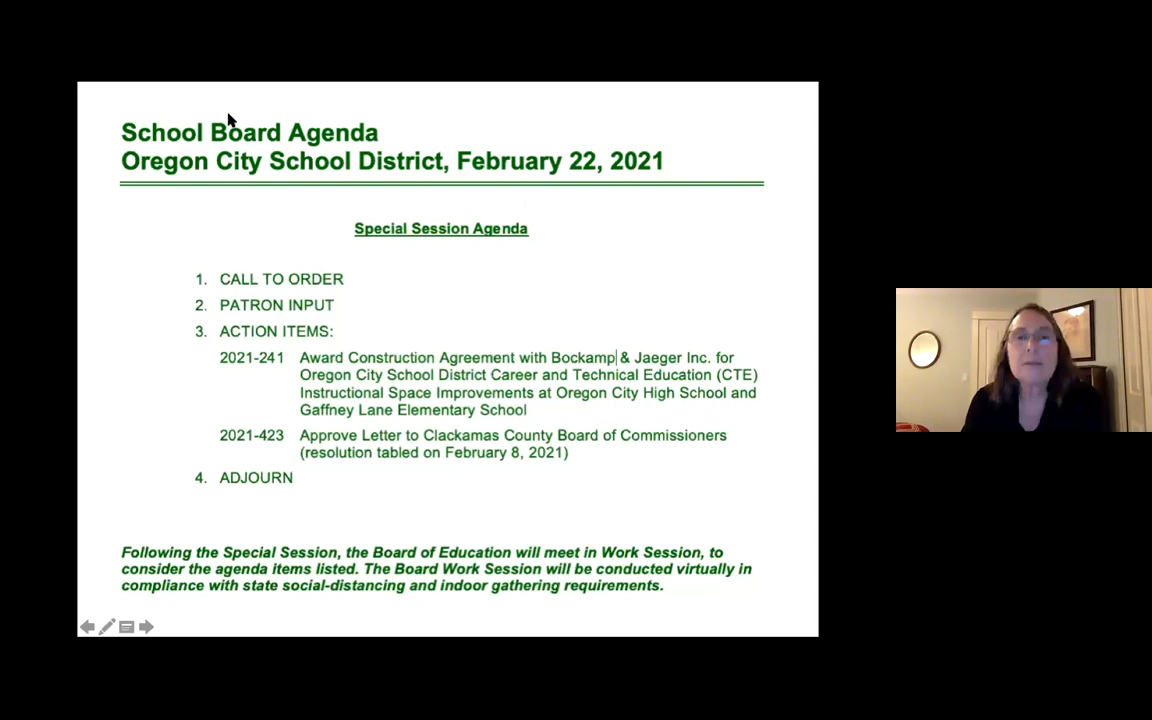 School Board Agenda
Oregon City School District, February 22, 2021
Special Session Agenda
1. CALL TO ORDER
2. PATRON INPUT
3. ACTION ITEMS:
2021-241 Award Construction Agreement with Bockamp & Jaeger Inc. for
Oregon City School District Career and Technical Education (CTE)
Instructional Space Improvements at Oregon City High School and
Gaffney Lane Elementary School
2021-423 Approve Letter to Clackamas County Board of Commissioners
(resolution tabled on February 8, 2021)
4. ADJOURN
Following the Special Session, the Board of Education will meet in Work Session, to
consider the agenda items listed. The Board Work Session will be conducted virtually in
compliance with state social-distancing and indoor gathering requirements.